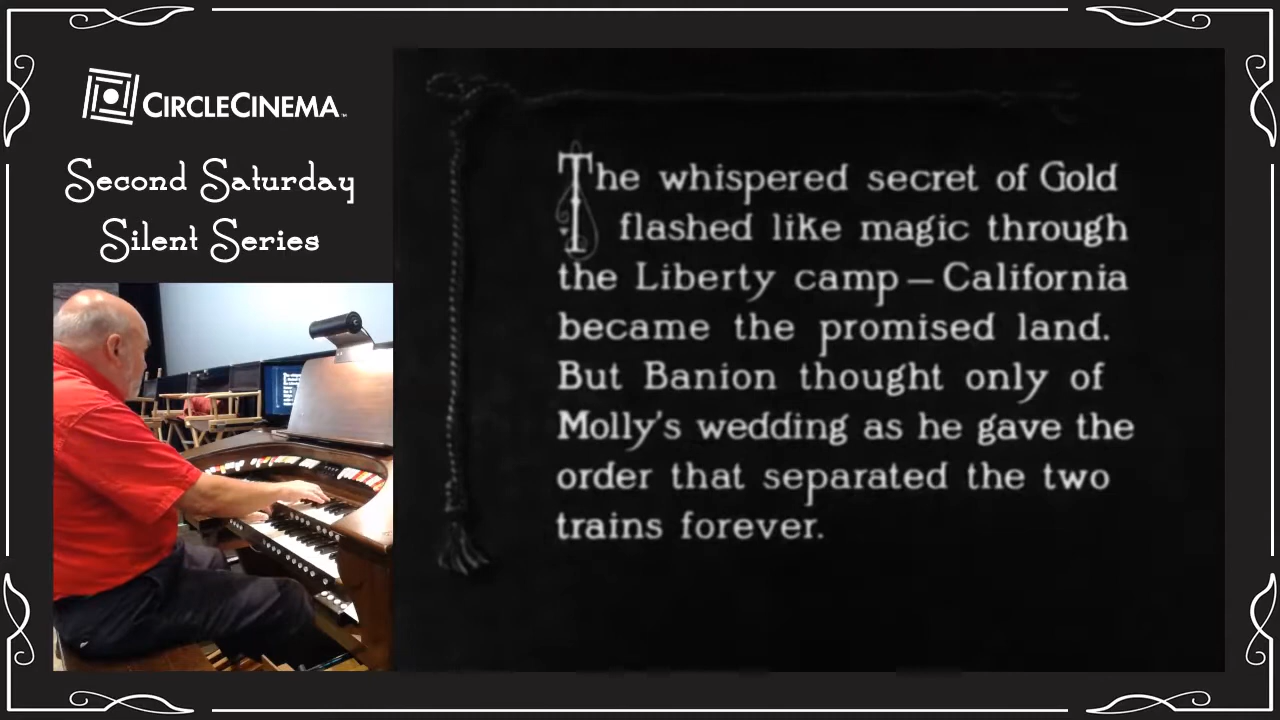 CIRCLECINEMA™
Second Saturday
Silent Series
The whispered secret of Gold
flashed like magic through
the Liberty camp — California
became the promised land.
But Banion thought only of
Molly's wedding as he gave the
order that separated the two
trains forever.